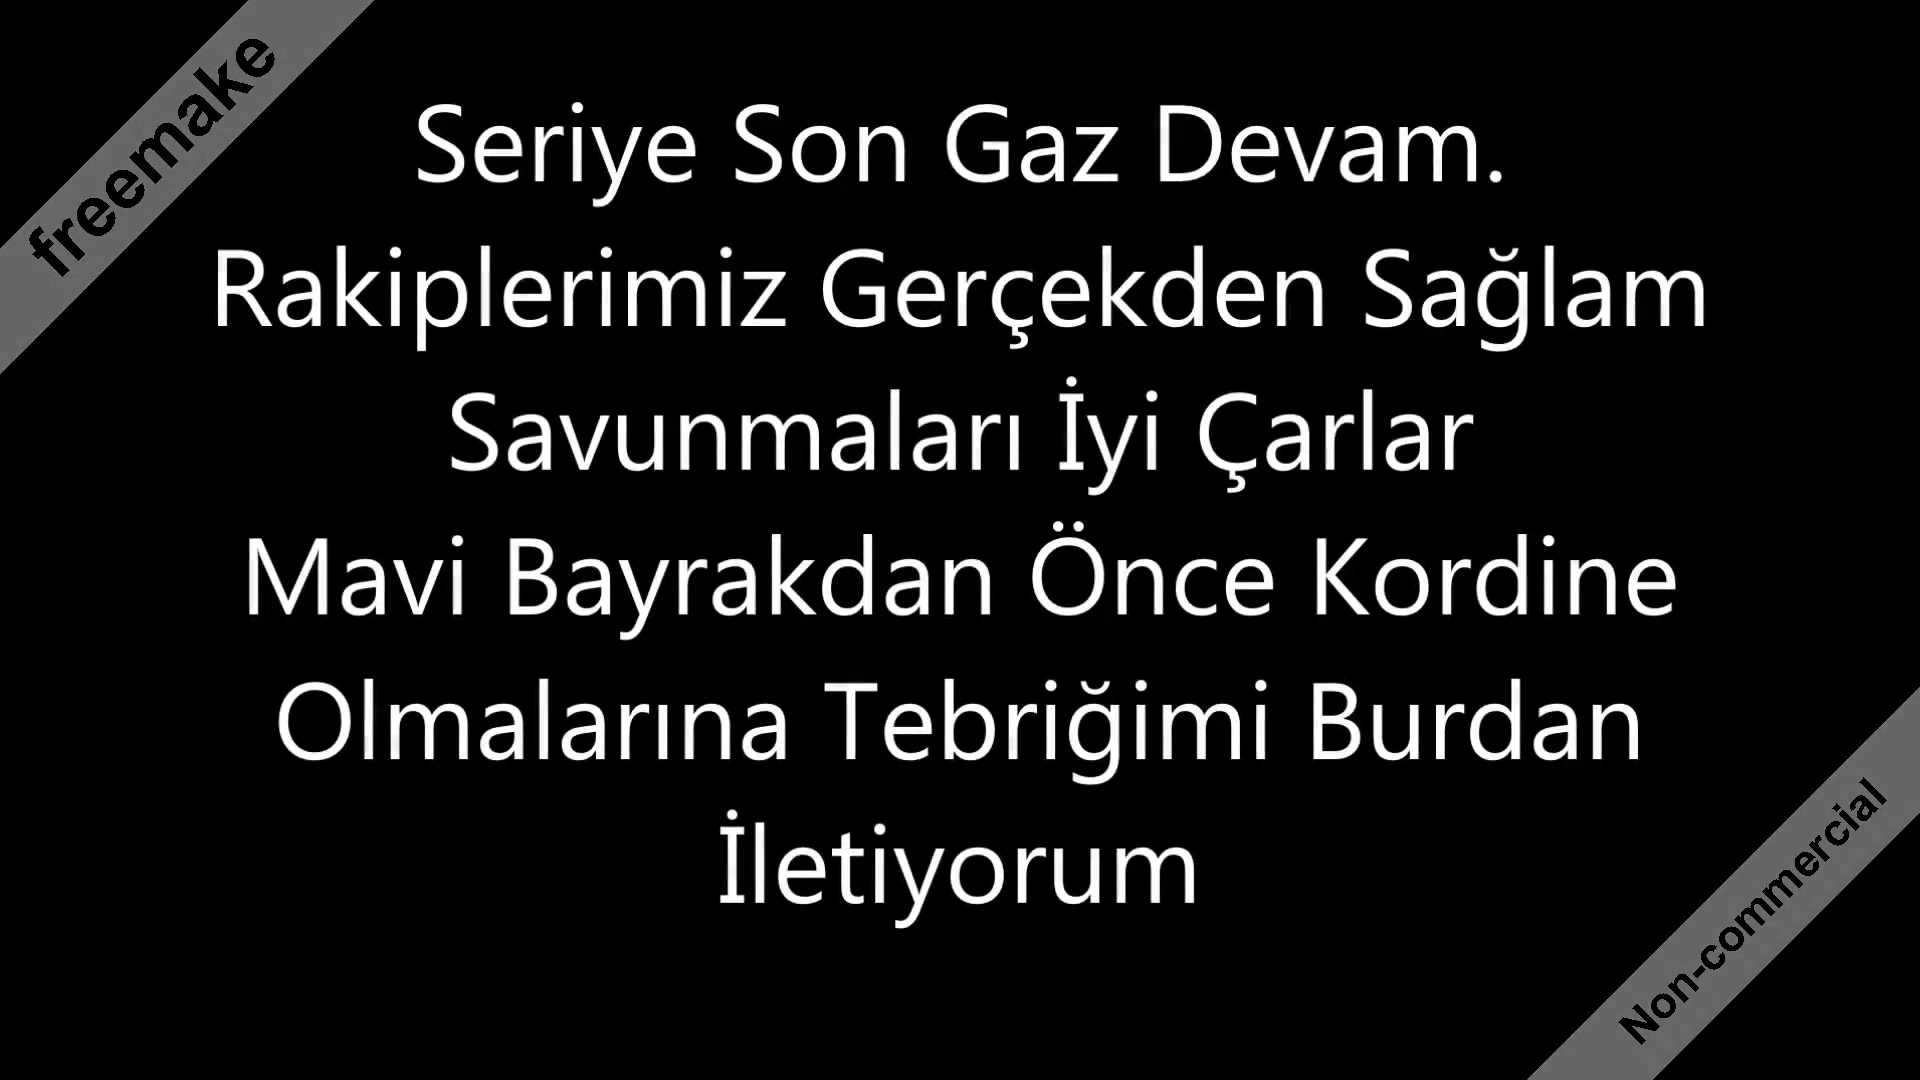 freemake
Seriye Son Gaz Devam.
Rakiplerimiz Gerçekden Sağlam
Savunmaları İyi Çarlar
Mavi Bayrakdan Önce Kordine
Olmalarına Tebriğimi Burdan
İletiyorum
Non-commercial